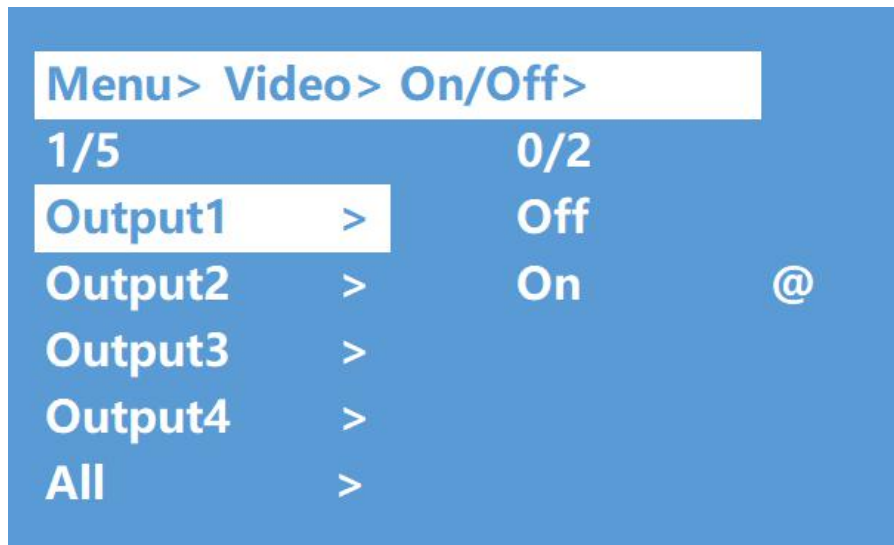 Menu> Video> On/Off>
1/5 0/2
Output1 > Off
Output2 > On @
Output3 >
Output4 >
All >